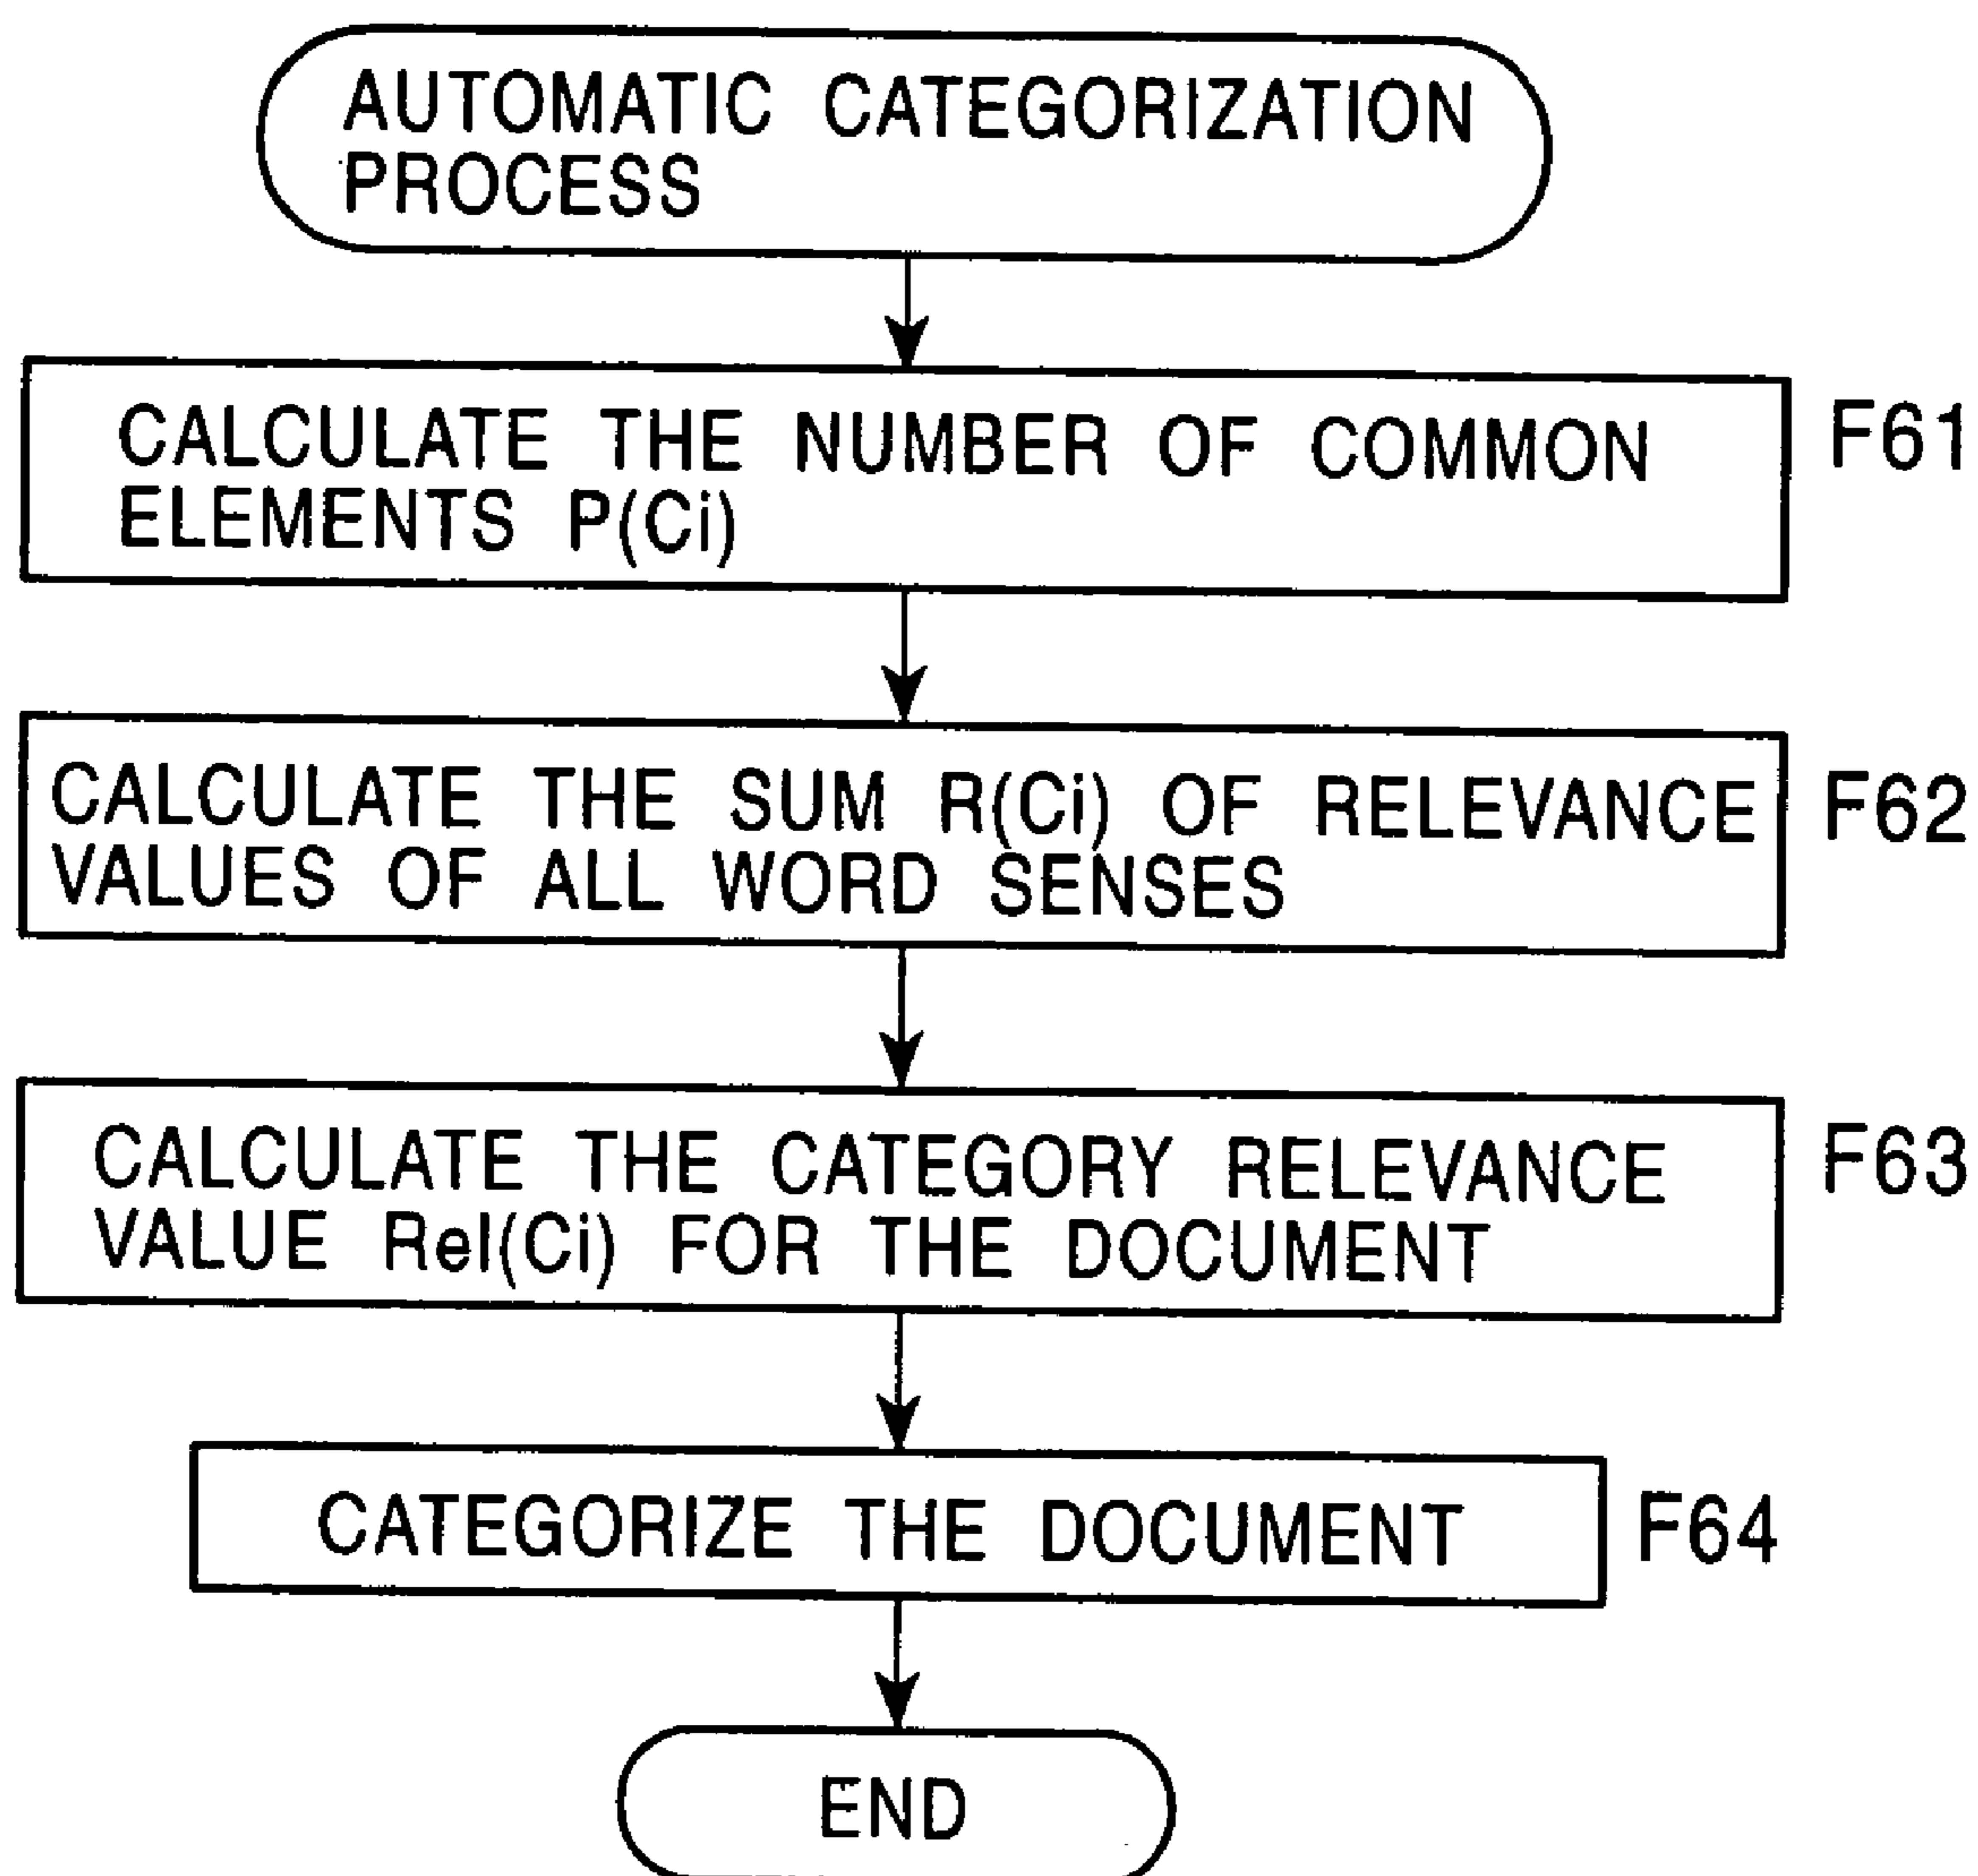 AUTOMATIC CATEGORIZATION
PROCESS
CALCULATE THE NUMBER OF COMMON
ELEMENTS P(Ci)
F61
CALCULATE THE SUM R(Ci) OF RELEVANCE
VALUES OF ALL WORD SENSES
F62
CALCULATE THE CATEGORY RELEVANCE
VALUE Rel(Ci) FOR THE DOCUMENT
F63
CATEGORIZE THE DOCUMENT
F64
END